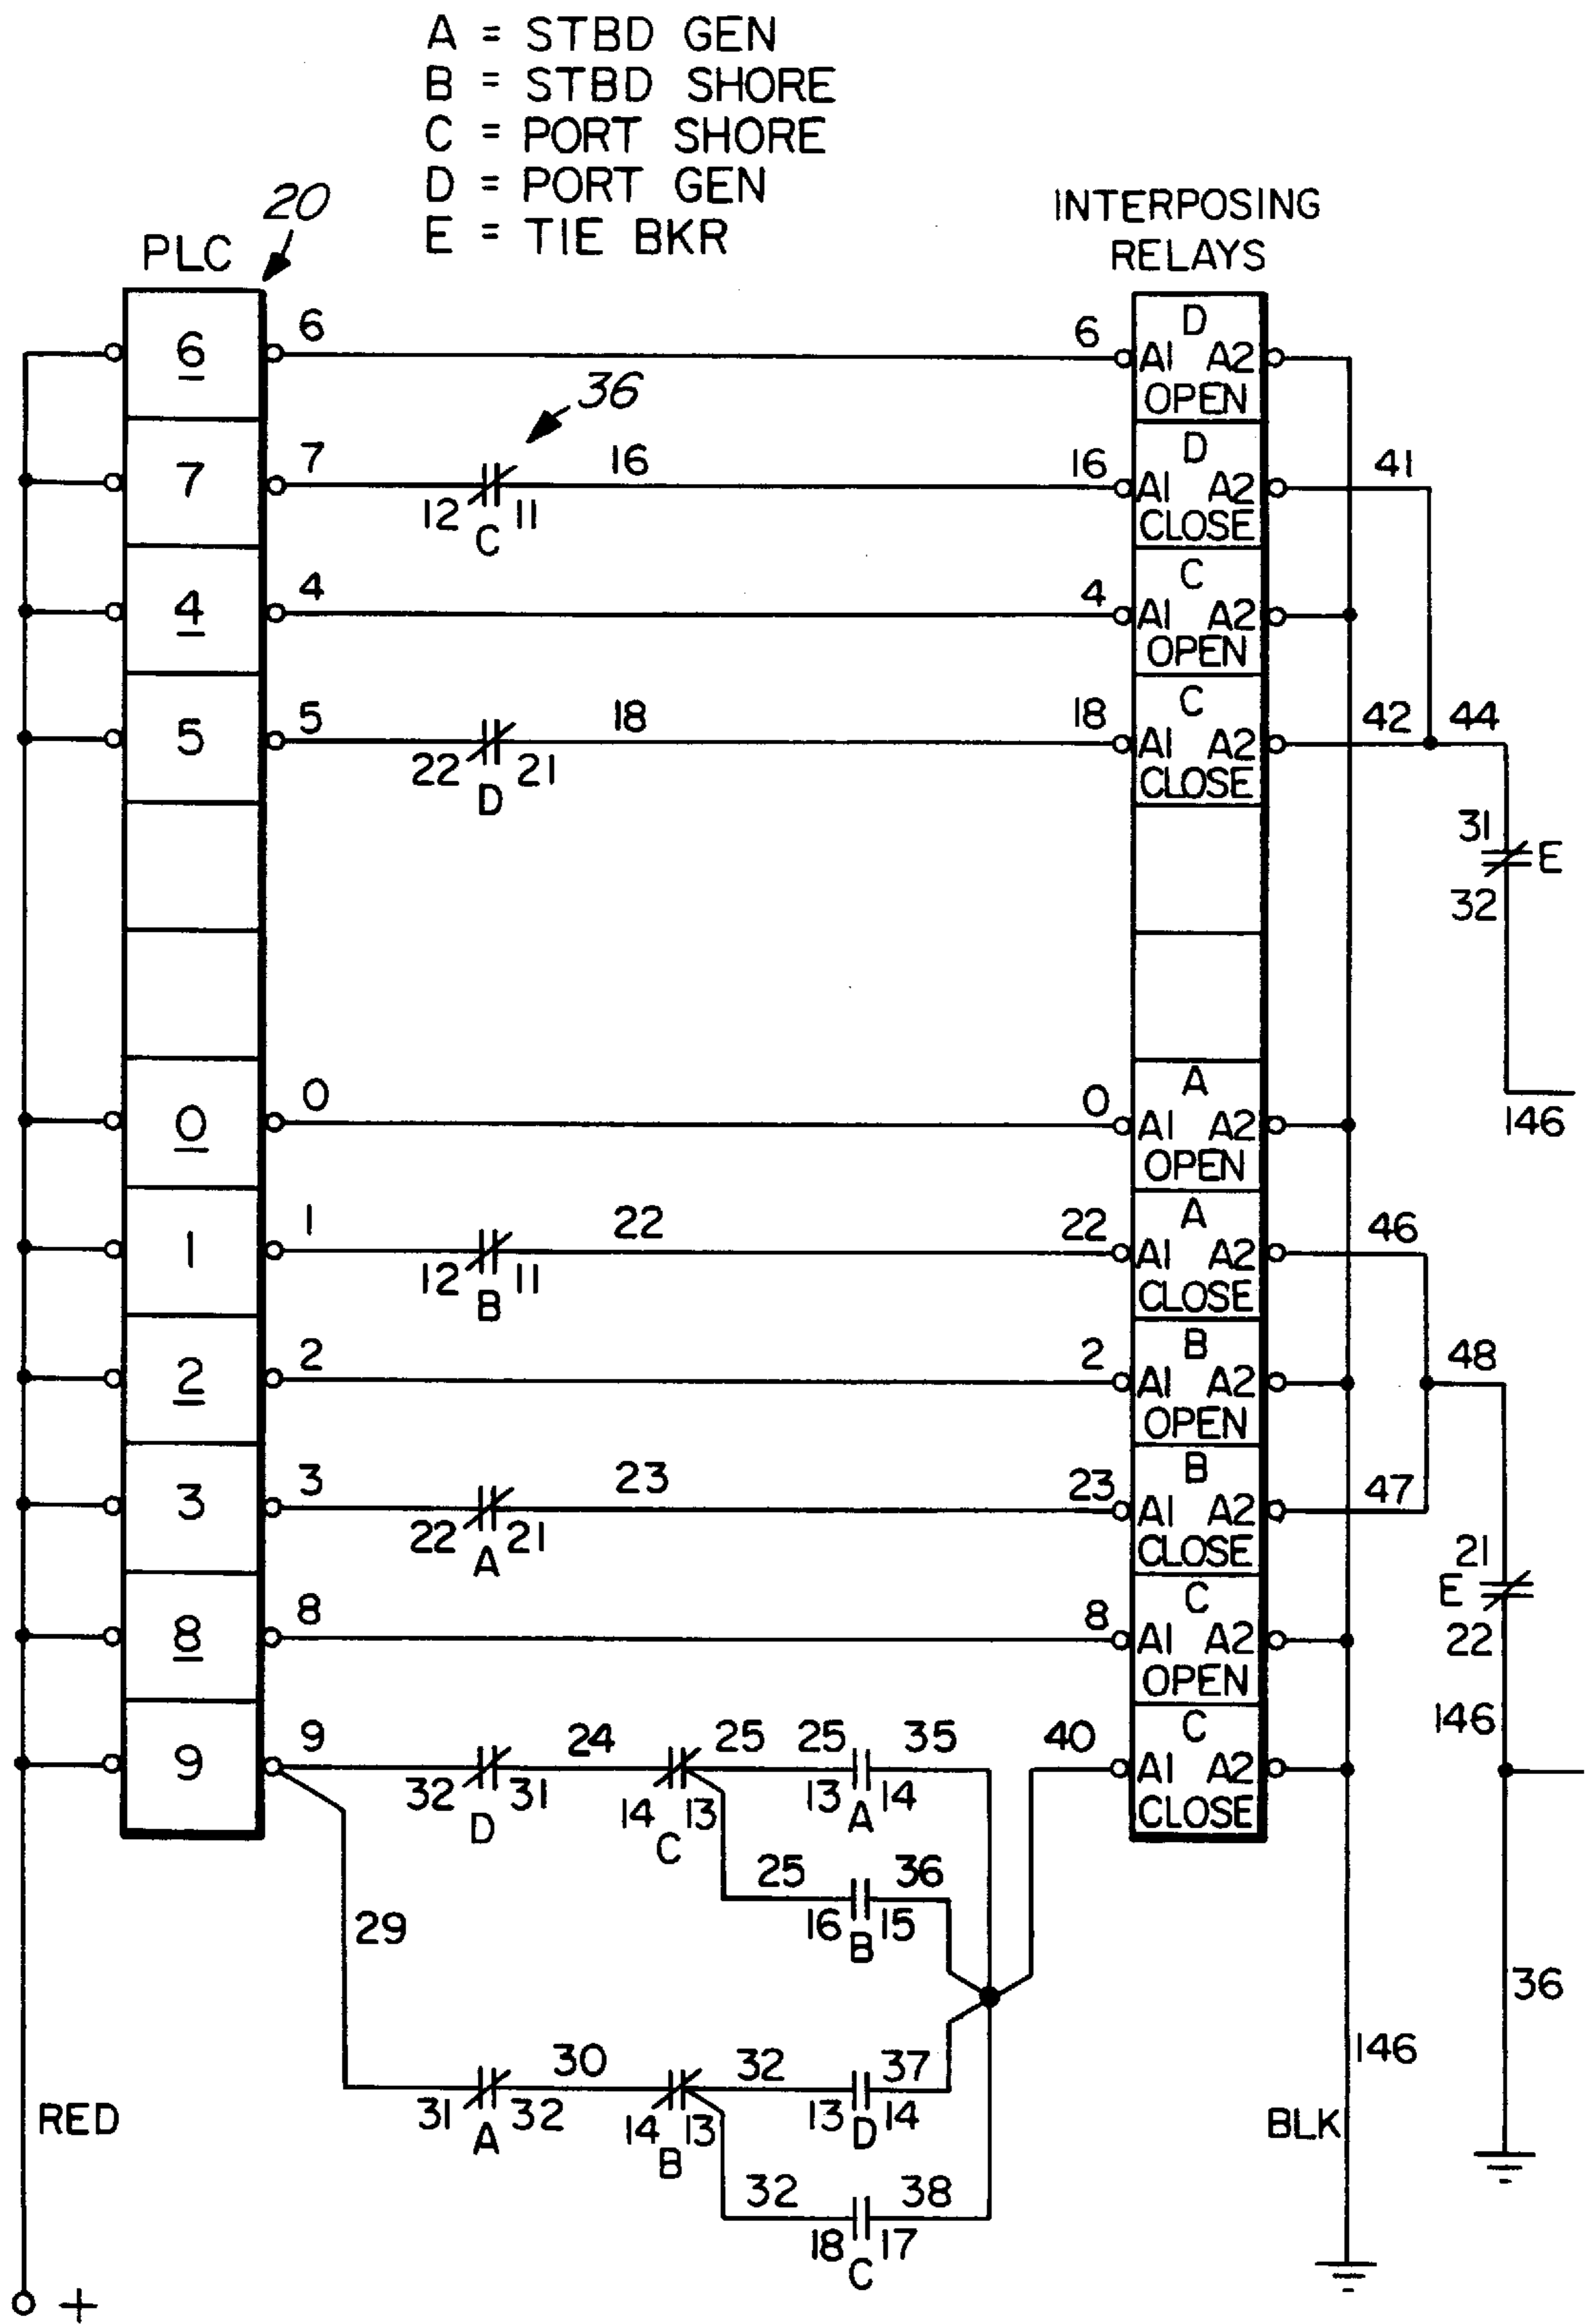 A = STBD GEN
B = STBD SHORE
C = PORT SHORE
D = PORT GEN
E = TIE BKR
20
PLC
INTERPOSING
RELAYS
6 6 6 D
A1 A2
OPEN
36
7 7 16 16 D
A1 A2 41
12 11
C
CLOSE
4 4 4 C
A1 A2
OPEN
5 5 18 18 C
A1 A2 42 44
22 21
D
CLOSE
31
E
32
146
0 0 0 A
A1 A2
OPEN
1 1 22 22 A
A1 A2 46
12 11
B
CLOSE
2 2 2 B
A1 A2 48
OPEN
3 3 23 23 B
A1 A2 47
22 21
A
CLOSE
21
E
22
8 8 8 C
A1 A2
OPEN
146
9 9 24 25 25 35 40 C
A1 A2
32 31 14 13 13 14
D C A
CLOSE
25 36
16 15
B
29
36
30 32 37
31 32 14 13 13 14
A B D
146
RED
BLK
32 38
18 17
C
+